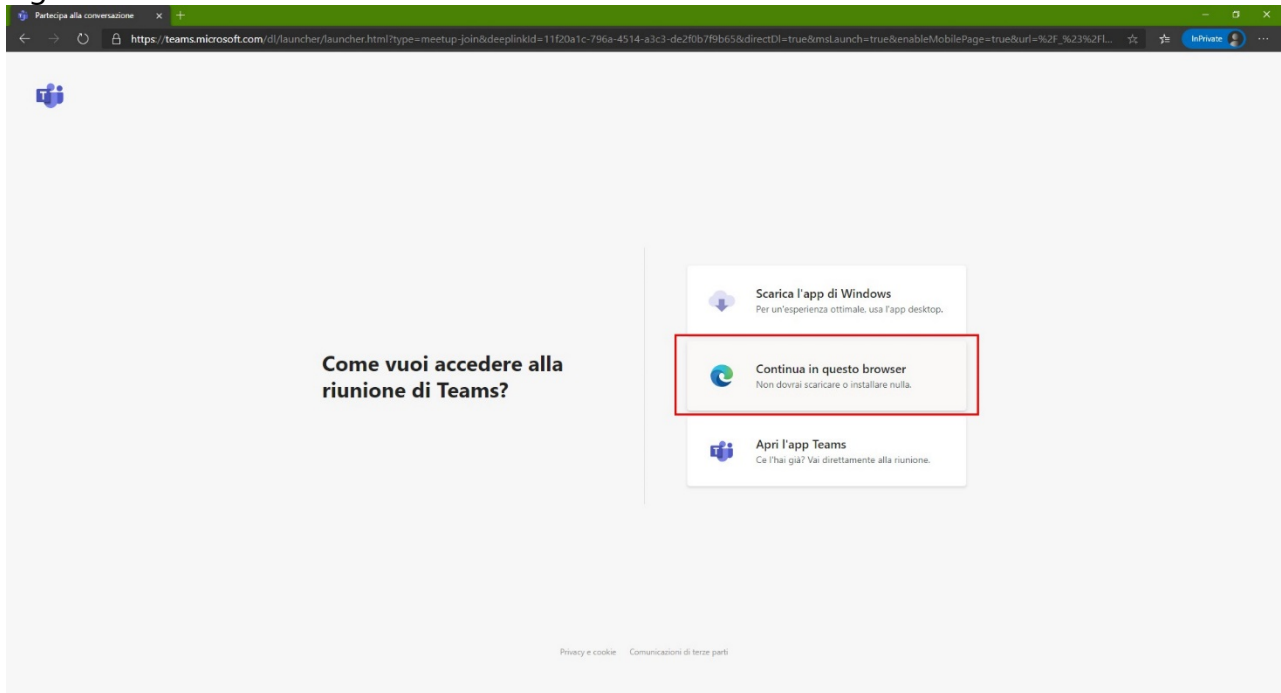 Partecipa alla conversazione
https://teams.microsoft.com/dl/launcher/launcher.html?type=meetup-join&deeplinkId=11f20a1c-796a-4514-a3c3-de2f0b7f9b65&directDl=true&msLaunch=true&enableMobilePage=true&url=%2F_%23%2Fl...
InPrivate
Scarica l'app di Windows
Per un'esperienza ottimale, usa l'app desktop.
Come vuoi accedere alla
riunione di Teams?
Continua in questo browser
Non dovrai scaricare o installare nulla.
Apri l'app Teams
Ce l'hai già? Vai direttamente alla riunione.
Privacy e cookie Comunicazioni di terze parti